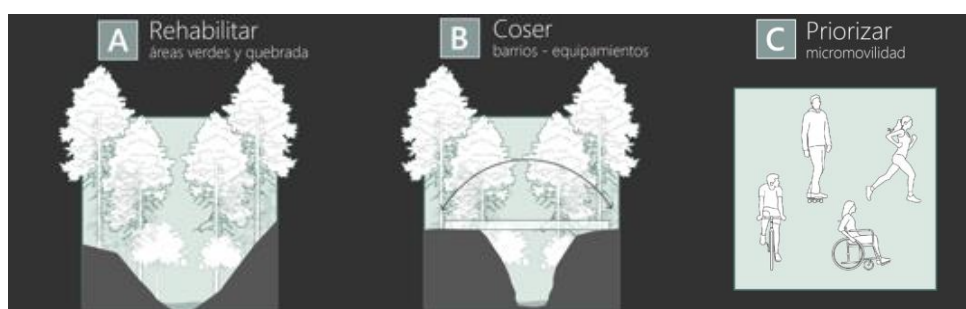 A
Rehabilitar
áreas verdes y quebrada
B
Coser
barrios - equipamientos
C
Priorizar
micromovilidad